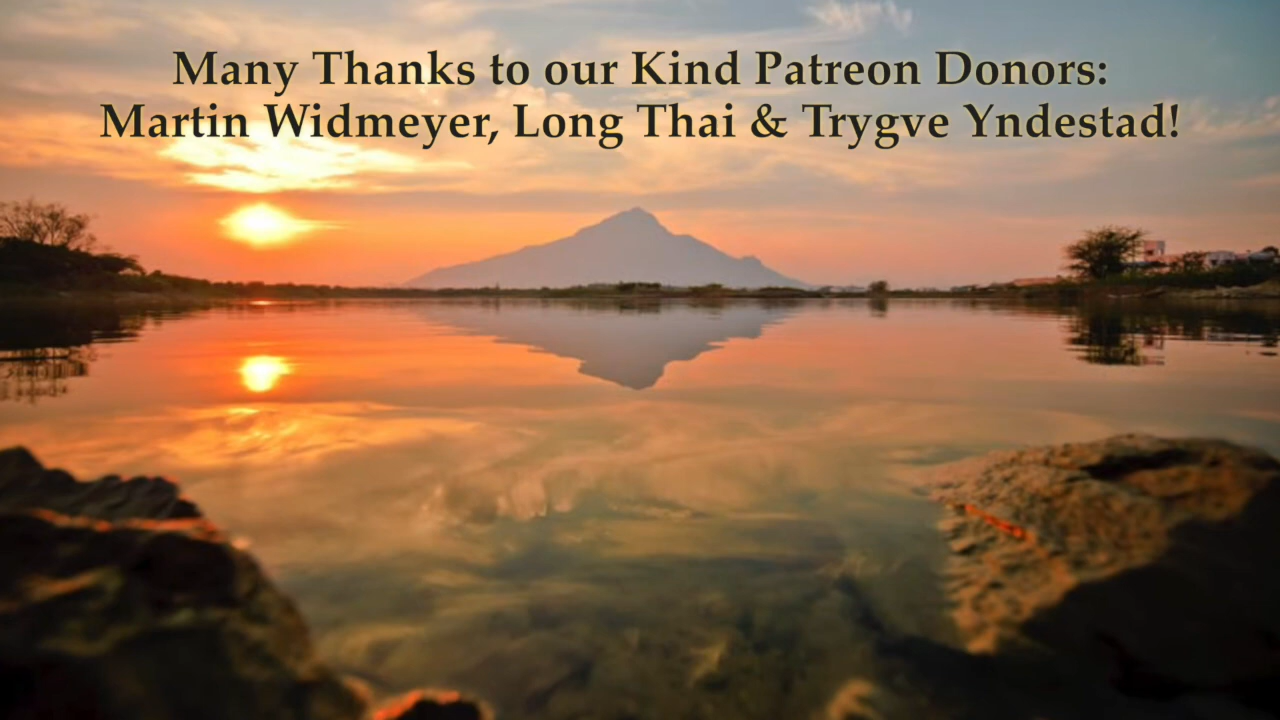 Many Thanks to our Kind Patreon Donors:
Martin Widmeyer, Long Thai & Trygve Yndestad!